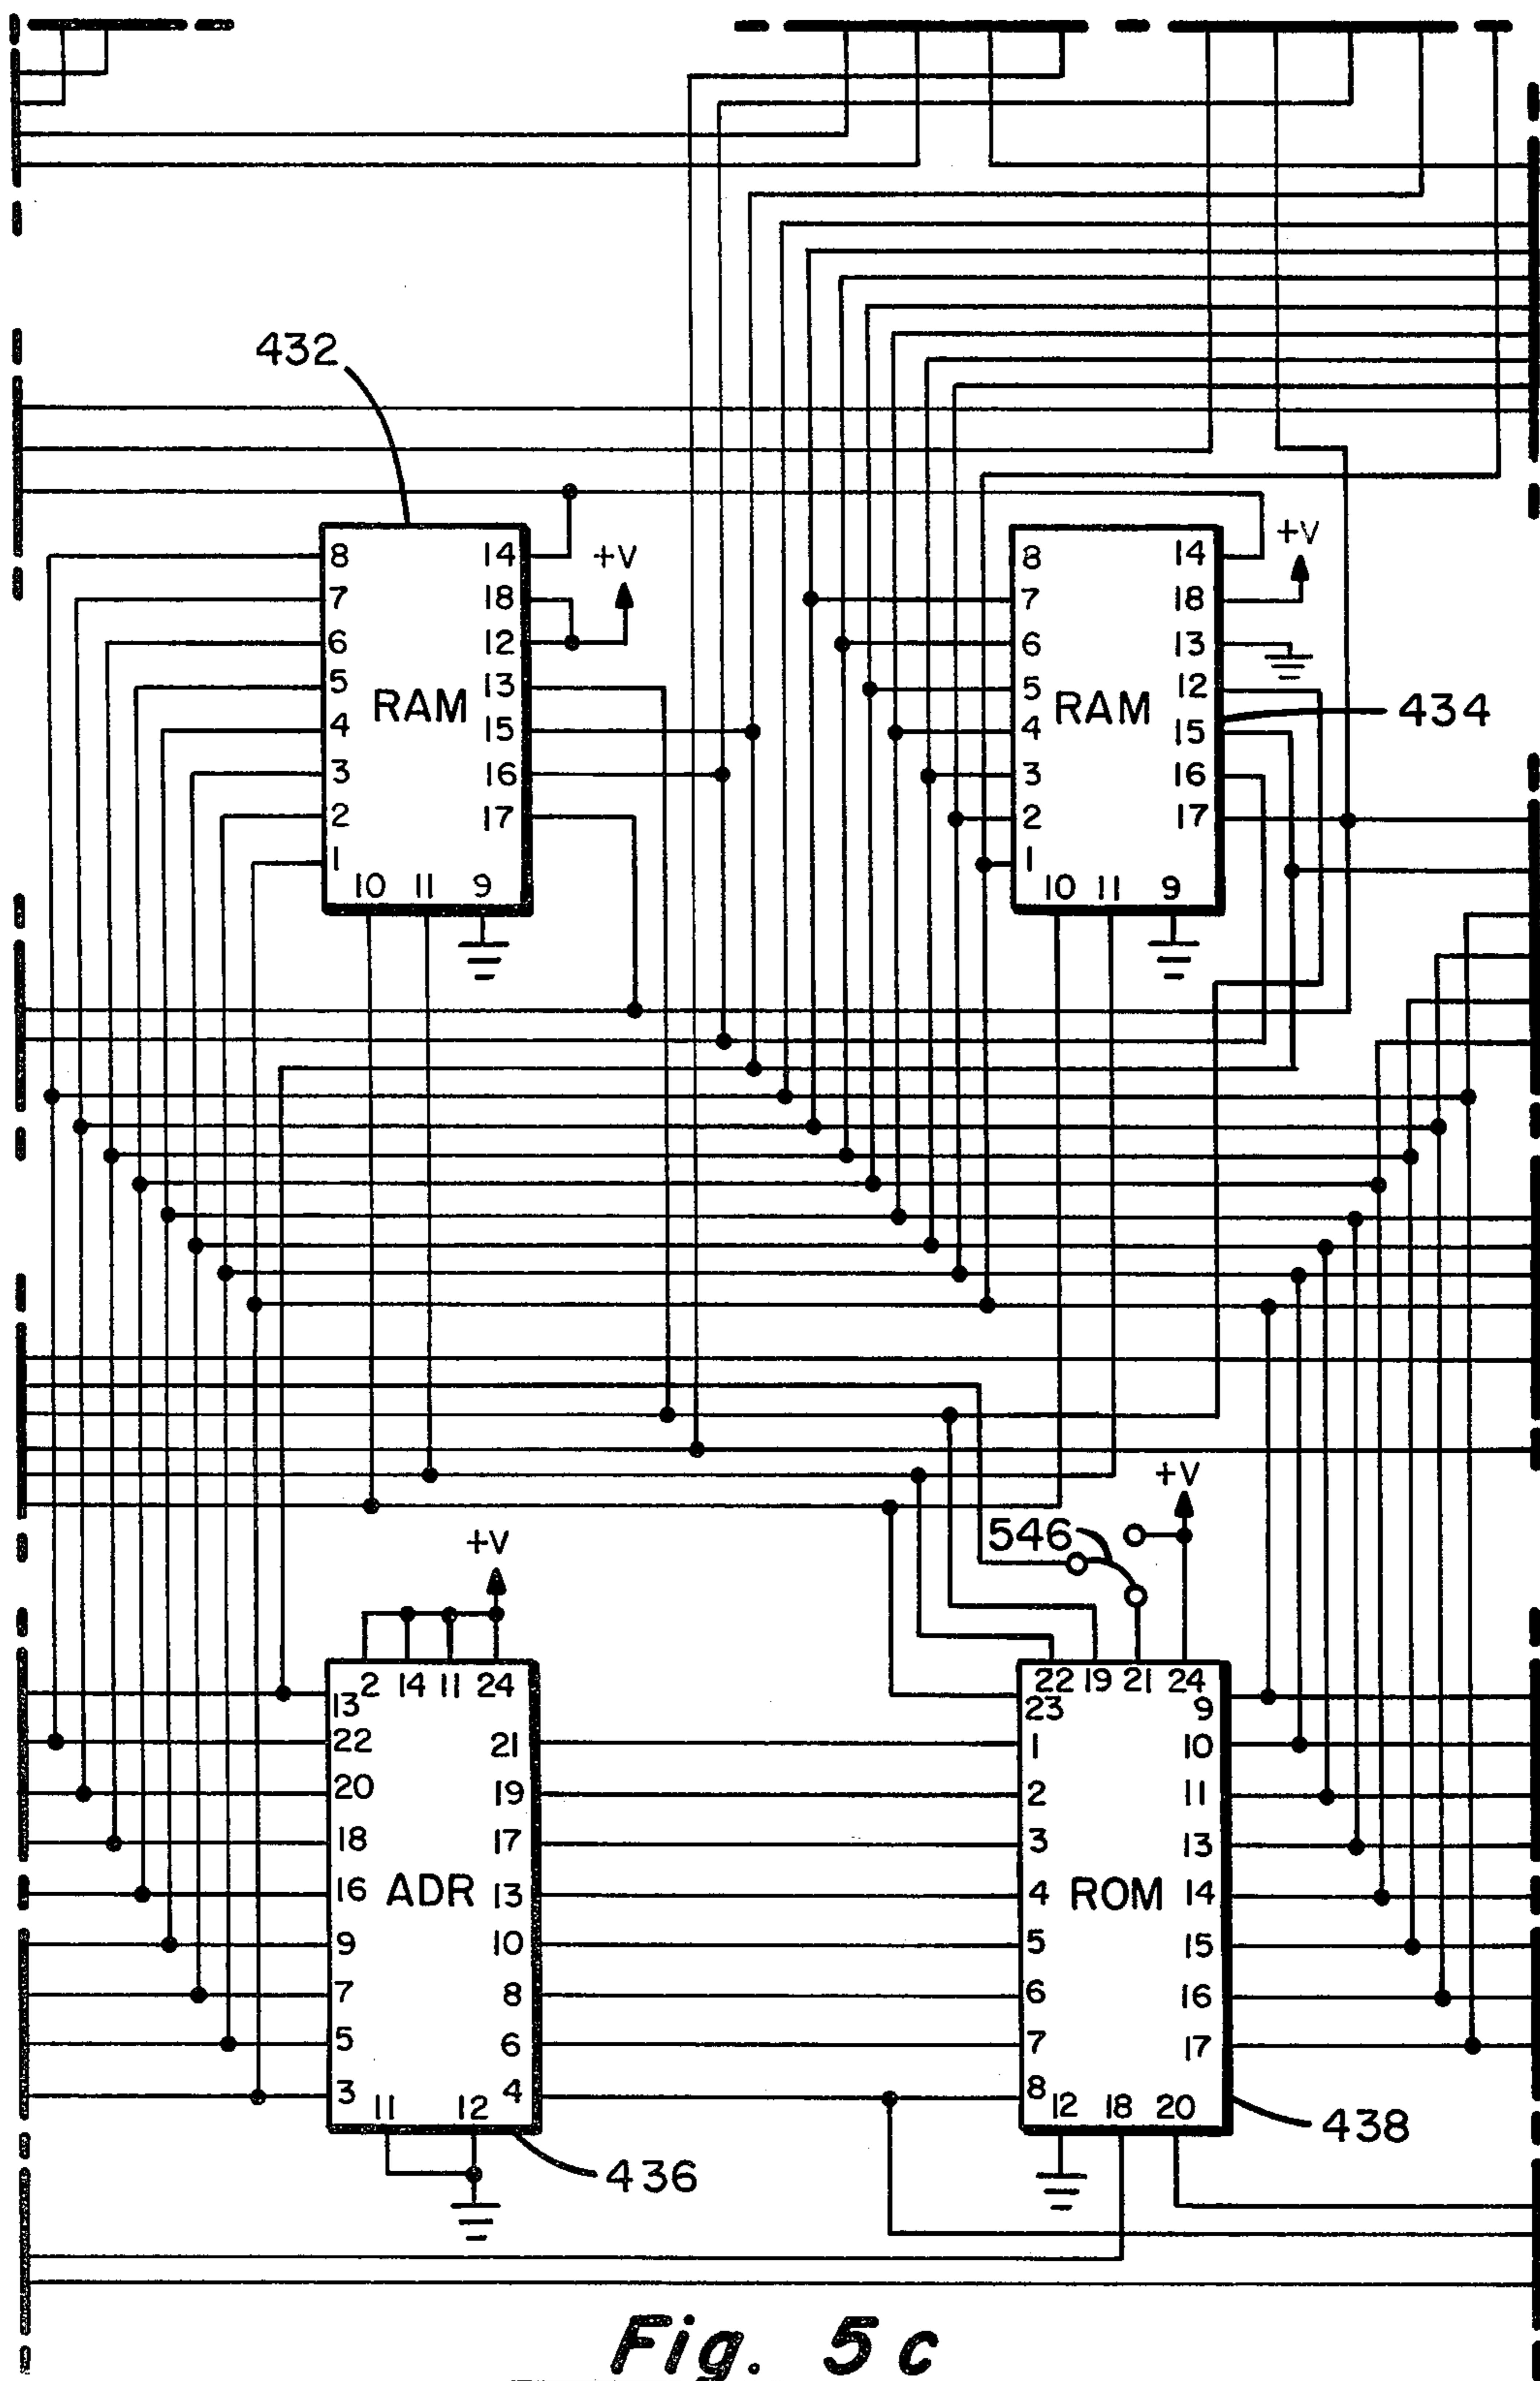 432
+V
+V
8 14
7 18
6 12
5 RAM 13
4 15
3 16
2 17
1
10 11 9
8 14
7 18
6 13
5 RAM 12
4 15
3 16
2 17
1
10 11 9
434
+V
546
+V
2 14 11 24
13
22 21
20 19
18 17
16 ADR 13
9 10
7 8
5 6
3 4
11 12
436
22 19 21 24
23 9
1 10
2 11
3 13
4 ROM 14
5 15
6 16
7 17
8
12 18 20
438
Fig. 5c